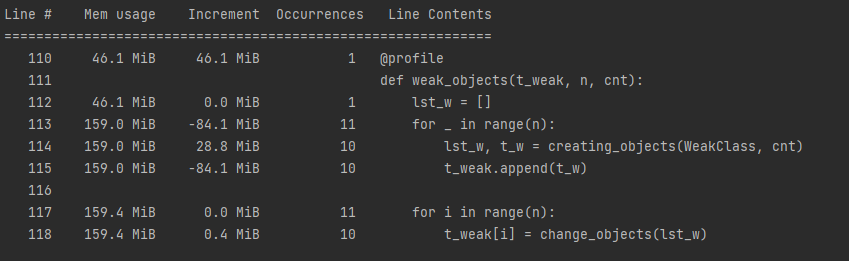 Line #    Mem usage    Increment  Occurrences   Line Contents
============================================================
   110     46.1 MiB     46.1 MiB           1   @profile
   111                                         def weak_objects(t_weak, n, cnt):
   112     46.1 MiB      0.0 MiB           1       lst_w = []
   113    159.0 MiB    -84.1 MiB          11       for _ in range(n):
   114    159.0 MiB     28.8 MiB          10           lst_w, t_w = creating_objects(WeakClass, cnt)
   115    159.0 MiB    -84.1 MiB          10           t_weak.append(t_w)
   116
   117    159.4 MiB      0.0 MiB          11       for i in range(n):
   118    159.4 MiB      0.4 MiB          10           t_weak[i] = change_objects(lst_w)